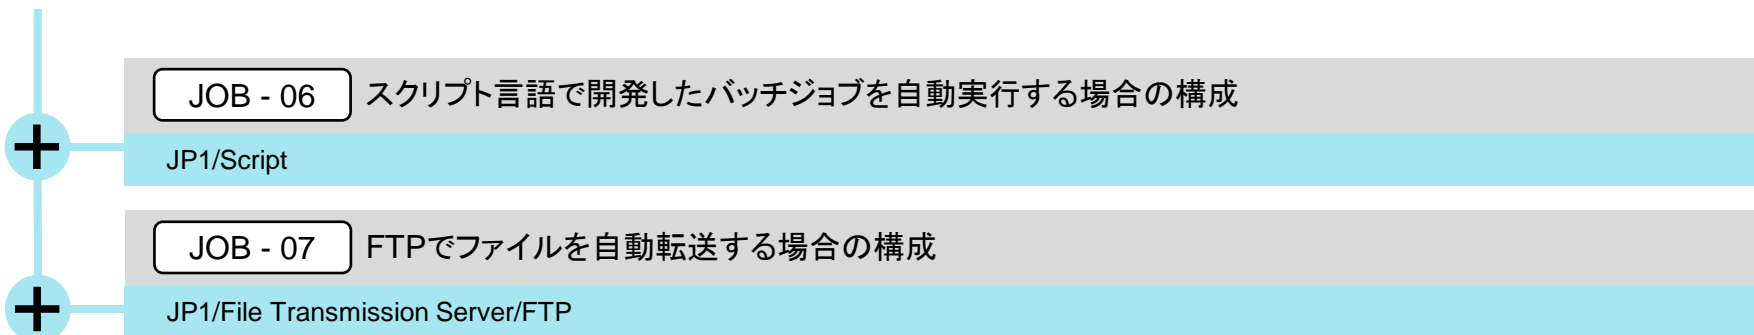 JOB - 06 スクリプト言語で開発したバッチジョブを自動実行する場合の構成
JP1/Script
JOB - 07 FTPでファイルを自動転送する場合の構成
JP1/File Transmission Server/FTP